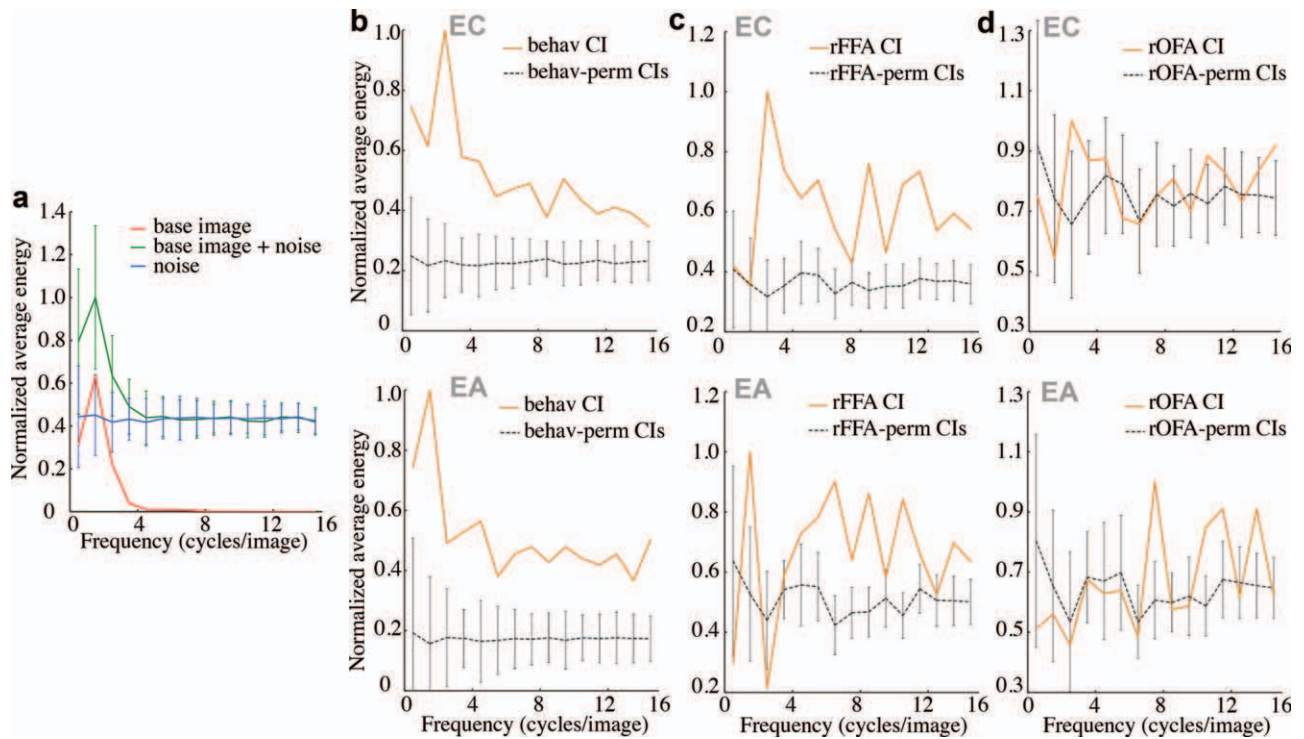 a
1.4
1.2
1.0
0.8
0.6
0.4
0.2
0
Normalized average energy
base image
base image + noise
noise
0 4 8 12 16
Frequency (cycles/image)
b
EC
1.0
0.8
0.6
0.4
0.2
0
Normalized average energy
behav CI
behav-perm CIs
0 4 8 12 16
c
EC
1.2
1.0
0.8
0.6
0.4
0.2
rFFA CI
rFFA-perm CIs
0 4 8 12 16
d
EC
1.3
1.1
0.9
0.7
0.5
0.3
rOFA CI
rOFA-perm CIs
0 4 8 12 16
EA
1.0
0.8
0.6
0.4
0.2
0
Normalized average energy
behav CI
behav-perm CIs
0 4 8 12 16
Frequency (cycles/image)
EA
1.2
1.0
0.8
0.6
0.4
0.2
rFFA CI
rFFA-perm CIs
0 4 8 12 16
Frequency (cycles/image)
EA
1.3
1.1
0.9
0.7
0.5
0.3
rOFA CI
rOFA-perm CIs
0 4 8 12 16
Frequency (cycles/image)